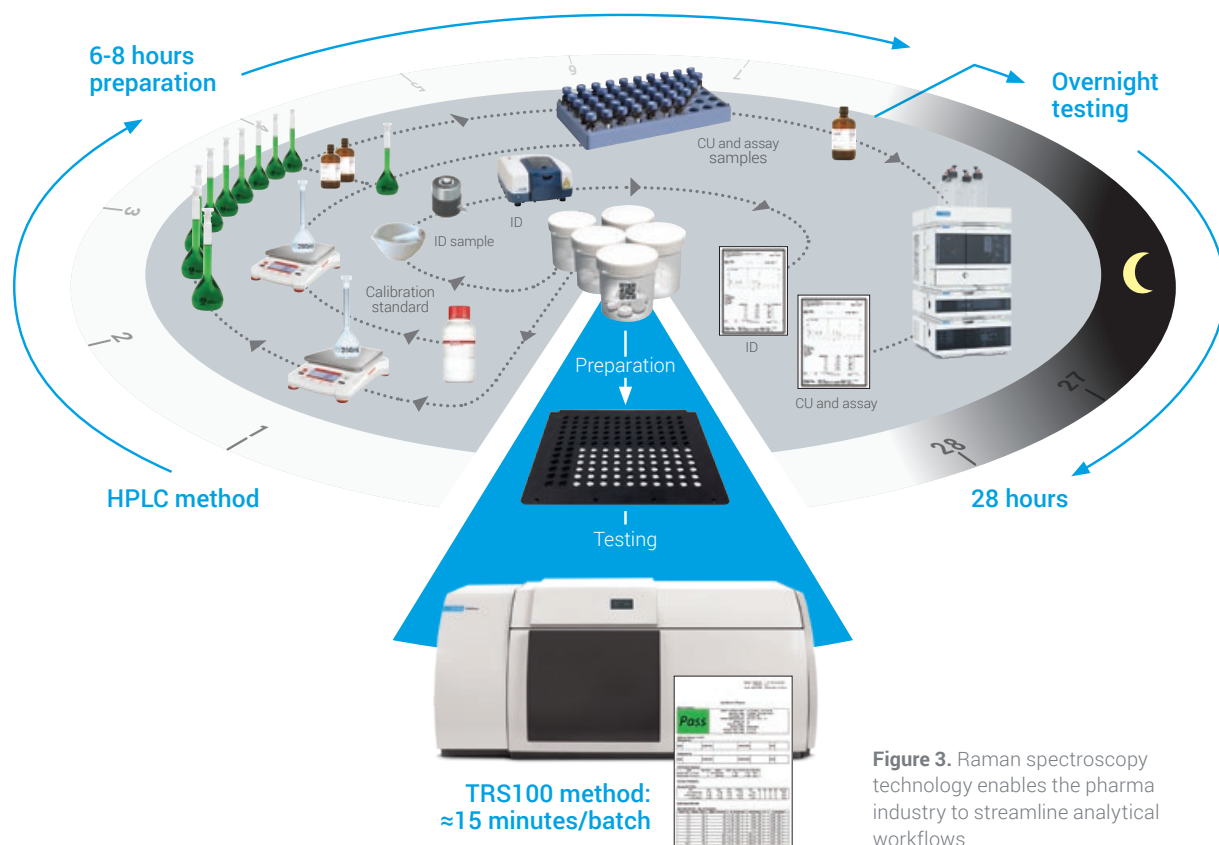 6-8 hours
preparation
Overnight
testing
1
2
3
4
5
6
7
27
28
CU and assay
samples
ID
ID sample
Calibration
standard
ID
CU and assay
Preparation
Testing
HPLC method
28 hours
Pass
TRS100 method:
≈15 minutes/batch
Figure 3. Raman spectroscopy
technology enables the pharma
industry to streamline analytical
workflows